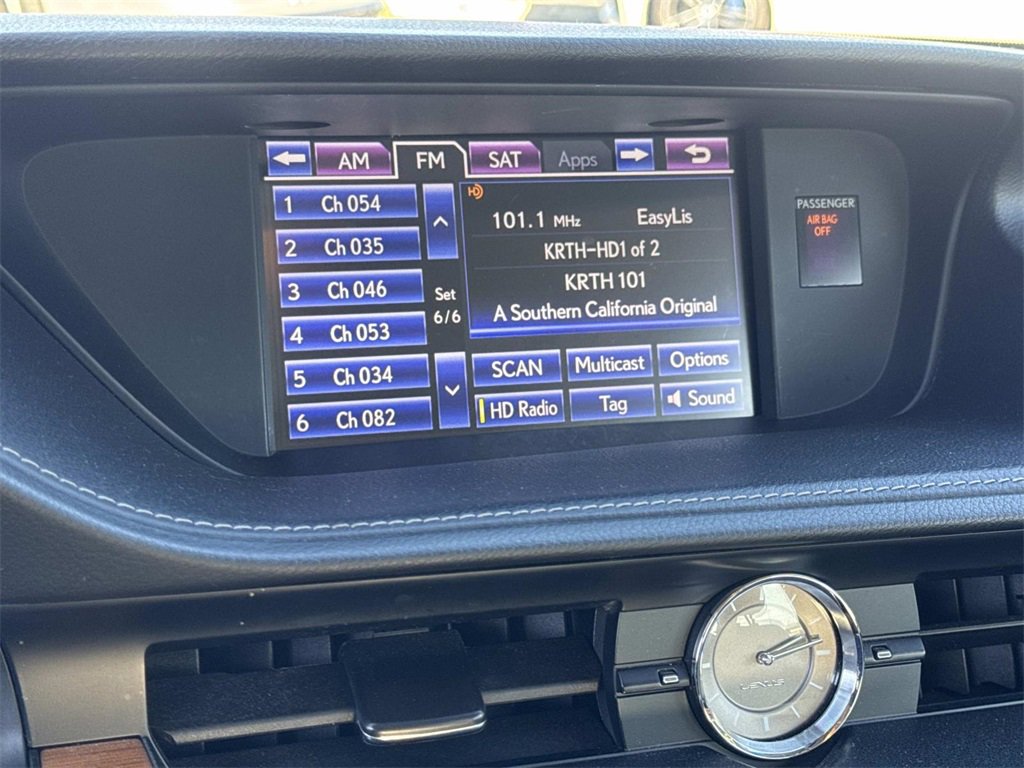 AM
FM
SAT
Apps
1 Ch 054
2 Ch 035
3 Ch 046
4 Ch 053
5 Ch 034
6 Ch 082
Set
6/6
HD
101.1 MHz EasyLis
KRTH-HD1 of 2
KRTH 101
A Southern California Original
SCAN Multicast Options
HD Radio Tag Sound
PASSENGER
AIR BAG
OFF
LEXUS